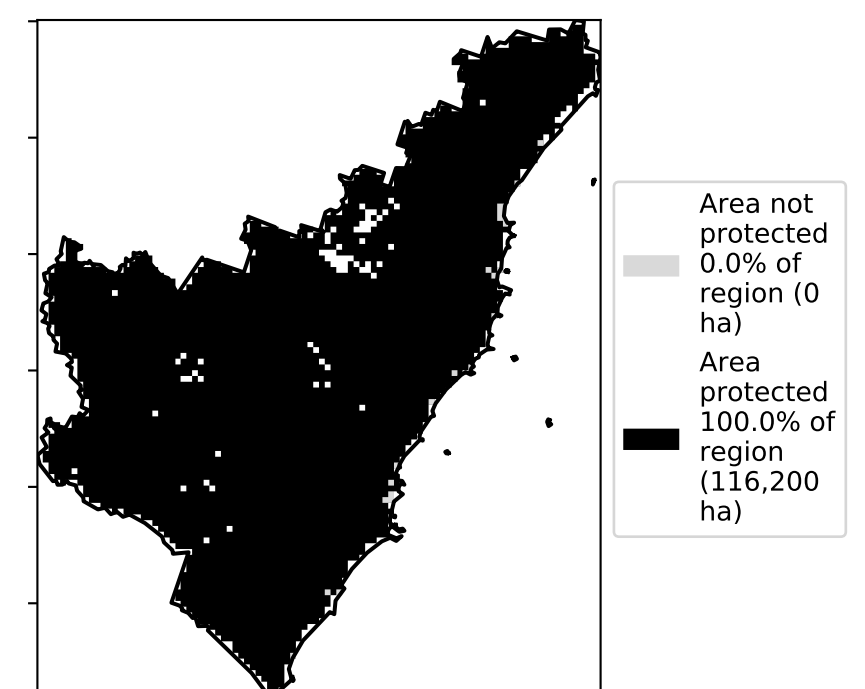 Area not
protected
0.0% of
region (0
ha)
Area
protected
100.0% of
region
(116,200
ha)